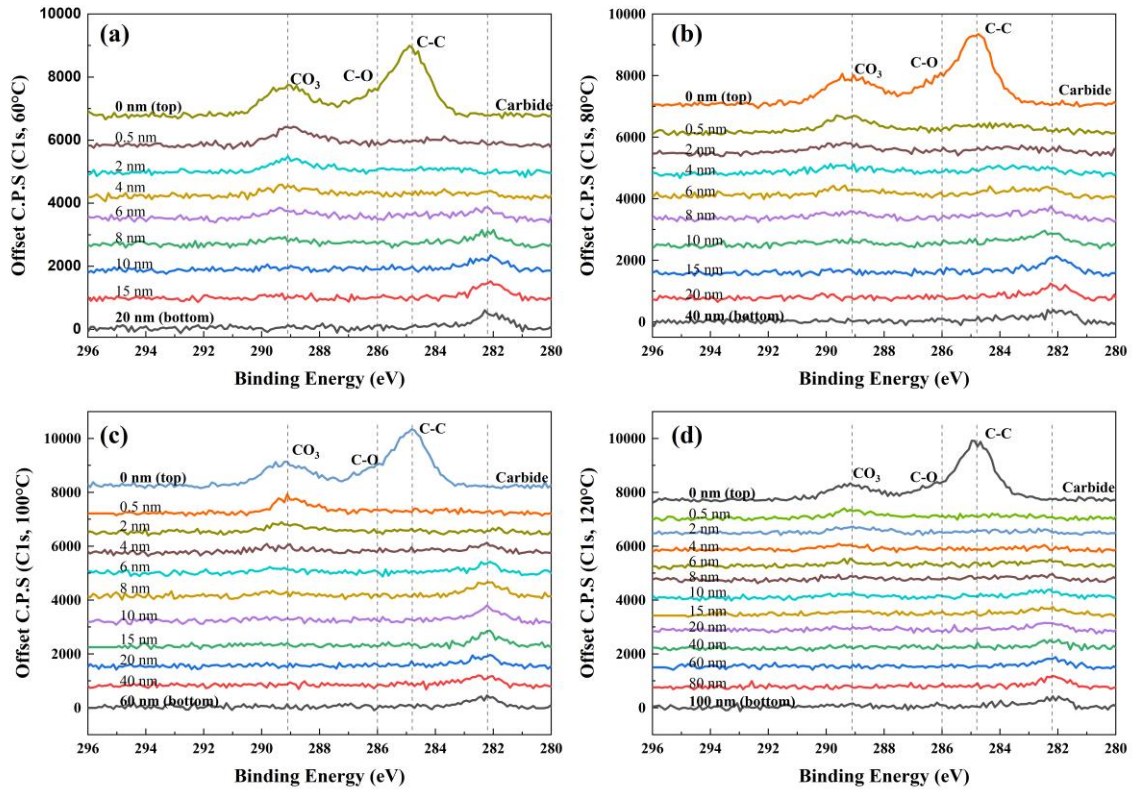 (a)
C-C
C-O
CO3
Carbide
0 nm (top)
0.5 nm
2 nm
4 nm
6 nm
8 nm
10 nm
15 nm
20 nm (bottom)
10000
8000
6000
4000
2000
0
296 294 292 290 288 286 284 282 280
Offset C.P.S (C1s, 60°C)
Binding Energy (eV)
(b)
C-C
C-O
CO3
Carbide
0 nm (top)
0.5 nm
2 nm
4 nm
6 nm
8 nm
10 nm
15 nm
20 nm
40 nm (bottom)
10000
8000
6000
4000
2000
0
296 294 292 290 288 286 284 282 280
Offset C.P.S (C1s, 80°C)
Binding Energy (eV)
(c)
C-C
C-O
CO3
Carbide
0 nm (top)
0.5 nm
2 nm
4 nm
6 nm
8 nm
10 nm
15 nm
20 nm
40 nm
60 nm (bottom)
10000
8000
6000
4000
2000
0
296 294 292 290 288 286 284 282 280
Offset C.P.S (C1s, 100°C)
Binding Energy (eV)
(d)
C-C
C-O
CO3
Carbide
0 nm (top)
0.5 nm
2 nm
4 nm
6 nm
8 nm
10 nm
15 nm
20 nm
40 nm
60 nm
80 nm
100 nm (bottom)
10000
8000
6000
4000
2000
0
296 294 292 290 288 286 284 282 280
Offset C.P.S (C1s, 120°C)
Binding Energy (eV)